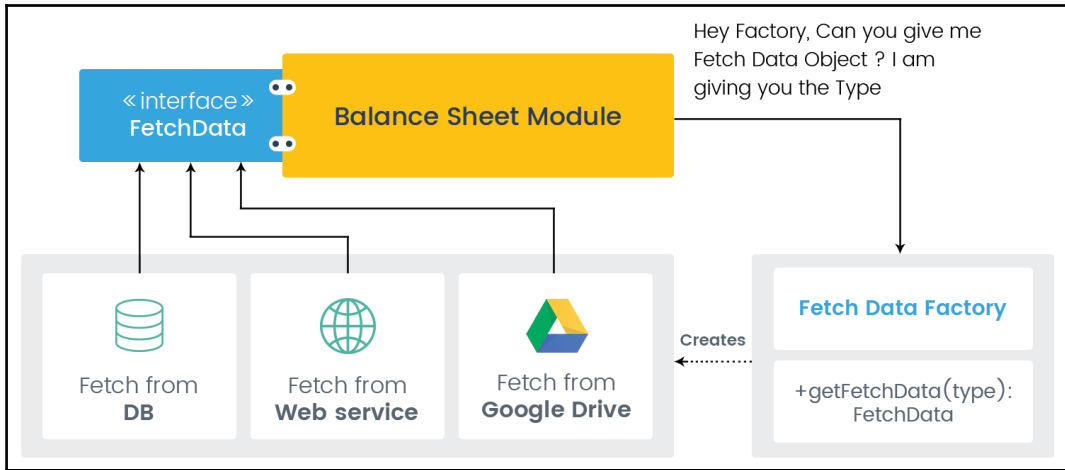 Hey Factory, Can you give me
Fetch Data Object ? I am
giving you the Type
« interface »
FetchData
Balance Sheet Module
Fetch from
DB
Fetch from
Web service
Fetch from
Google Drive
Creates
Fetch Data Factory
+getFetchData(type):
FetchData